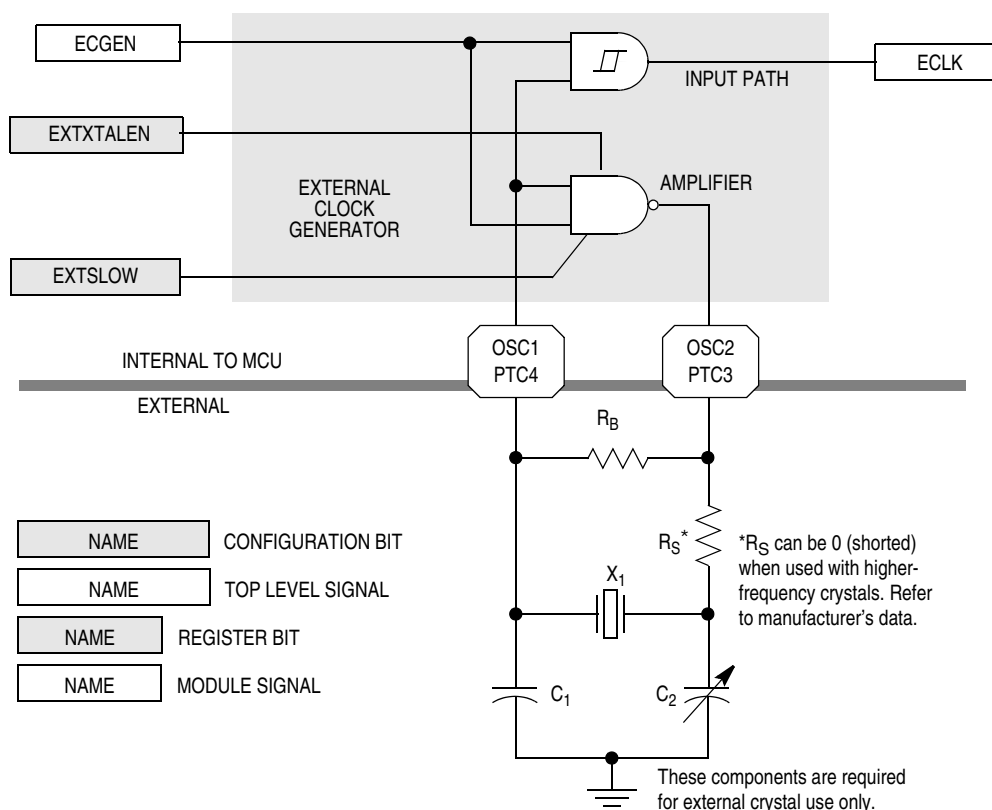 ECGEN
INPUT PATH
ECLK
EXTXTALEN
EXTERNAL
CLOCK
GENERATOR
AMPLIFIER
EXTSLOW
INTERNAL TO MCU
OSC1
PTC4
OSC2
PTC3
EXTERNAL
RB
NAME CONFIGURATION BIT
NAME TOP LEVEL SIGNAL
NAME REGISTER BIT
NAME MODULE SIGNAL
RS*
*RS can be 0 (shorted)
when used with higher-
frequency crystals. Refer
to manufacturer's data.
X1
C1
C2
These components are required
for external crystal use only.